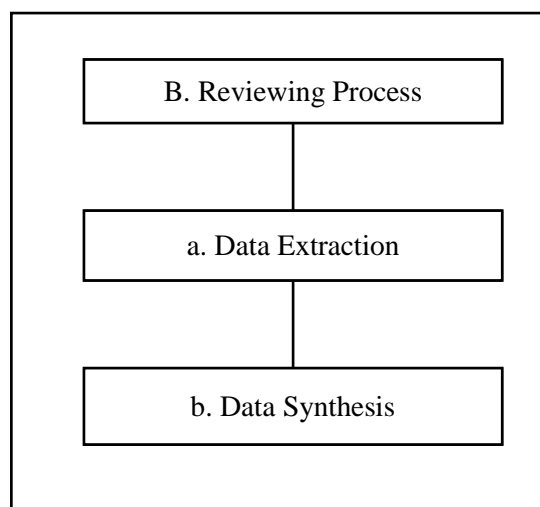 B. Reviewing Process
a. Data Extraction
b. Data Synthesis